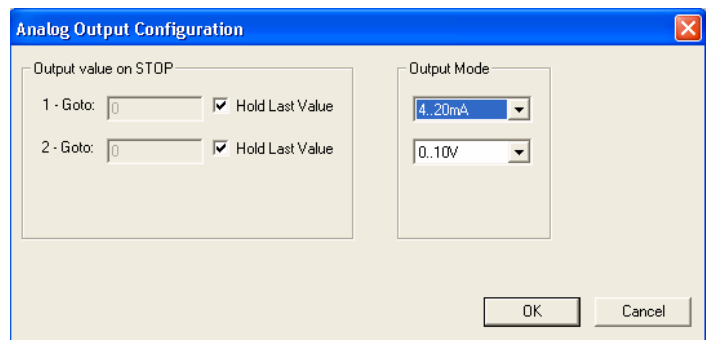 Analog Output Configuration
Output value on STOP
Output Mode
1 - Goto: 0 Hold Last Value 4..20mA
2 - Goto: 0 Hold Last Value 0..10V
OK Cancel